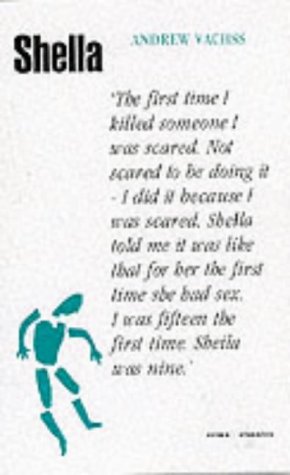 Shella
ANDREW VACHSS
'The first time I
killed someone I
was scared. Not
scared to be doing it
- I did it because I
was scared. Shella
told me it was like
that for her the first
time she had sex.
I was fifteen the
first time. Shella
was nine.'